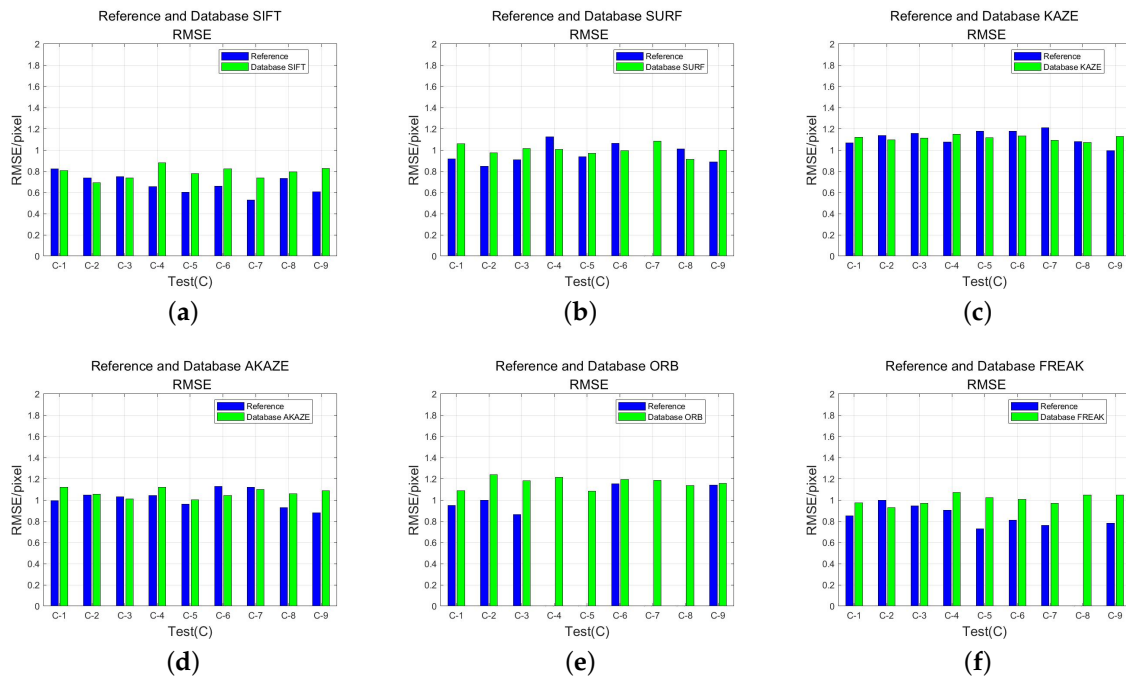 Reference and Database SIFT
RMSE
2
1.8
1.6
1.4
1.2
1
0.8
0.6
0.4
0.2
0
RMSE/pixel
Reference
Database SIFT
C-1 C-2 C-3 C-4 C-5 C-6 C-7 C-8 C-9
Test(C)
(a)
Reference and Database SURF
RMSE
2
1.8
1.6
1.4
1.2
1
0.8
0.6
0.4
0.2
0
RMSE/pixel
Reference
Database SURF
C-1 C-2 C-3 C-4 C-5 C-6 C-7 C-8 C-9
Test(C)
(b)
Reference and Database KAZE
RMSE
2
1.8
1.6
1.4
1.2
1
0.8
0.6
0.4
0.2
0
RMSE/pixel
Reference
Database KAZE
C-1 C-2 C-3 C-4 C-5 C-6 C-7 C-8 C-9
Test(C)
(c)
Reference and Database AKAZE
RMSE
2
1.8
1.6
1.4
1.2
1
0.8
0.6
0.4
0.2
0
RMSE/pixel
Reference
Database AKAZE
C-1 C-2 C-3 C-4 C-5 C-6 C-7 C-8 C-9
Test(C)
(d)
Reference and Database ORB
RMSE
2
1.8
1.6
1.4
1.2
1
0.8
0.6
0.4
0.2
0
RMSE/pixel
Reference
Database ORB
C-1 C-2 C-3 C-4 C-5 C-6 C-7 C-8 C-9
Test(C)
(e)
Reference and Database FREAK
RMSE
2
1.8
1.6
1.4
1.2
1
0.8
0.6
0.4
0.2
0
RMSE/pixel
Reference
Database FREAK
C-1 C-2 C-3 C-4 C-5 C-6 C-7 C-8 C-9
Test(C)
(f)